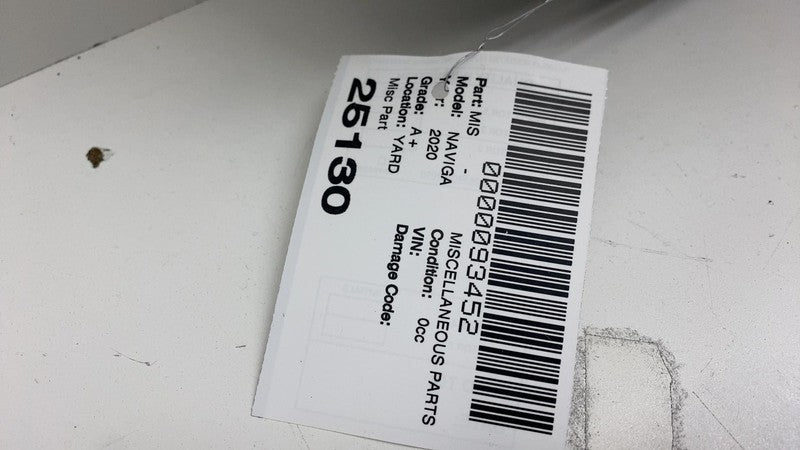 0000093452
Part: MIS - MISCELLANEOUS PARTS
Model: NAVIGA Condition: 0cc
2020 VIN:
Grade: A+ Damage Code:
Location: YARD
Misc Part
25130